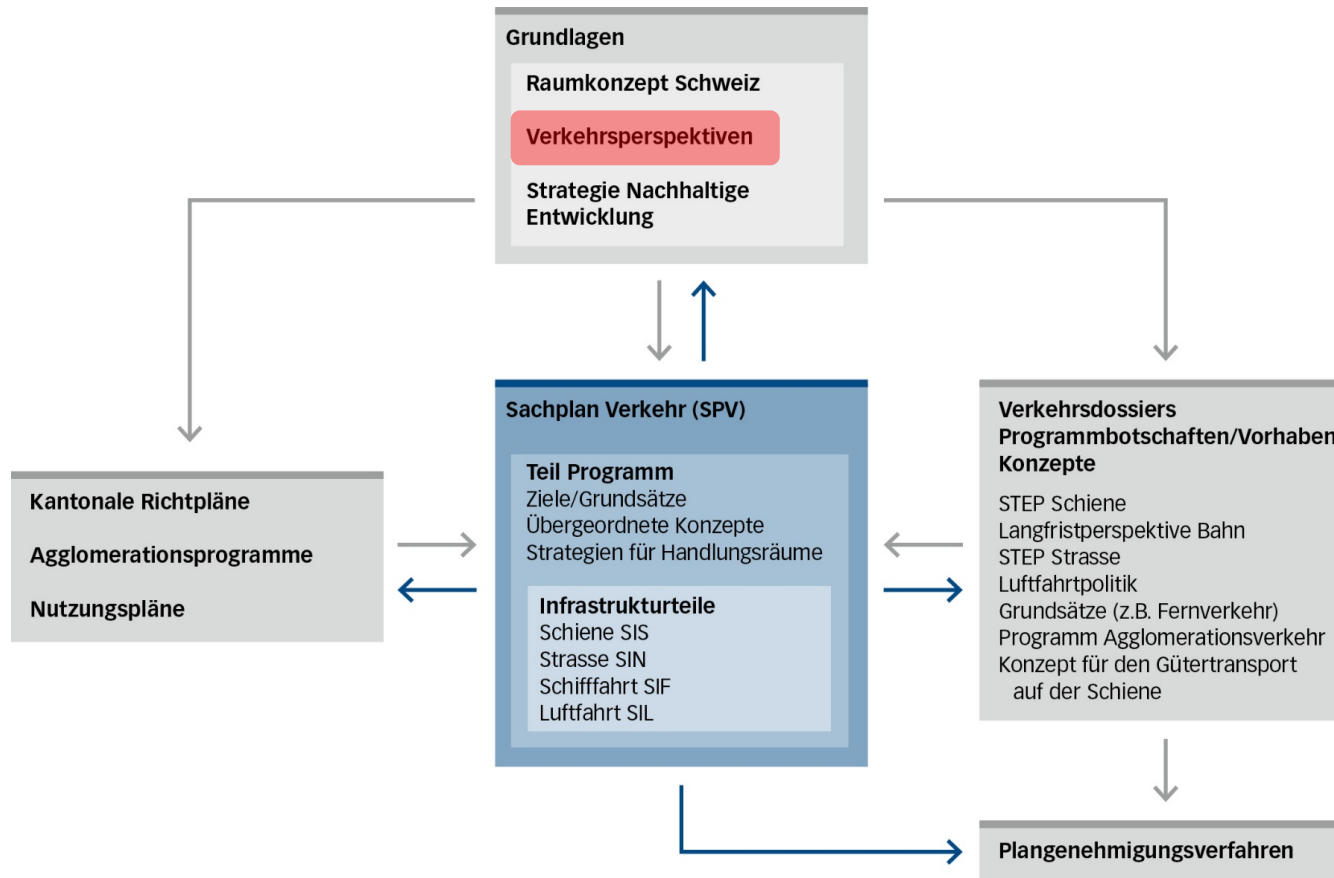 Grundlagen
Raumkonzept Schweiz
Verkehrsperspektiven
Strategie Nachhaltige
Entwicklung
Kantonale Richtpläne
Agglomerationsprogramme
Nutzungspläne
Sachplan Verkehr (SPV)
Teil Programm
Ziele/Grundsätze
Übergeordnete Konzepte
Strategien für Handlungsräume
Infrastrukturteile
Schiene SIS
Strasse SIN
Schifffahrt SIF
Luftfahrt SIL
Verkehrsdossiers
Programmbotschaften/Vorhaben
Konzepte
STEP Schiene
Langfristperspektive Bahn
STEP Strasse
Luftfahrtpolitik
Grundsätze (z.B. Fernverkehr)
Programm Agglomerationsverkehr
Konzept für den Gütertransport
auf der Schiene
Plangenehmigungsverfahren